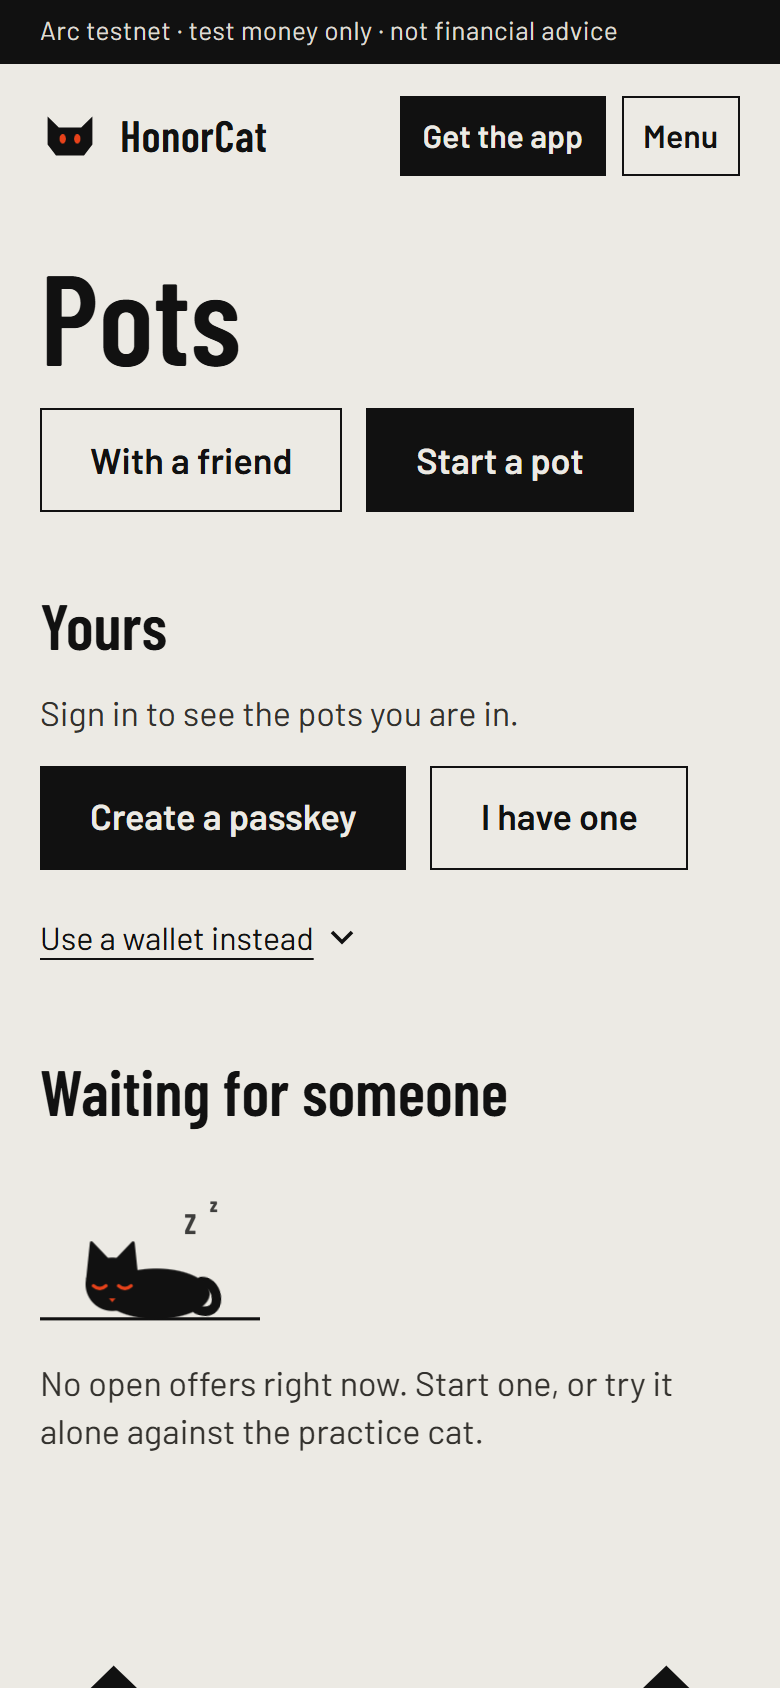 Arc testnet · test money only · not financial advice
HonorCat
Get the app
Menu
Pots
With a friend
Start a pot
Yours
Sign in to see the pots you are in.
Create a passkey
I have one
Use a wallet instead
Waiting for someone
z z
No open offers right now. Start one, or try it
alone against the practice cat.